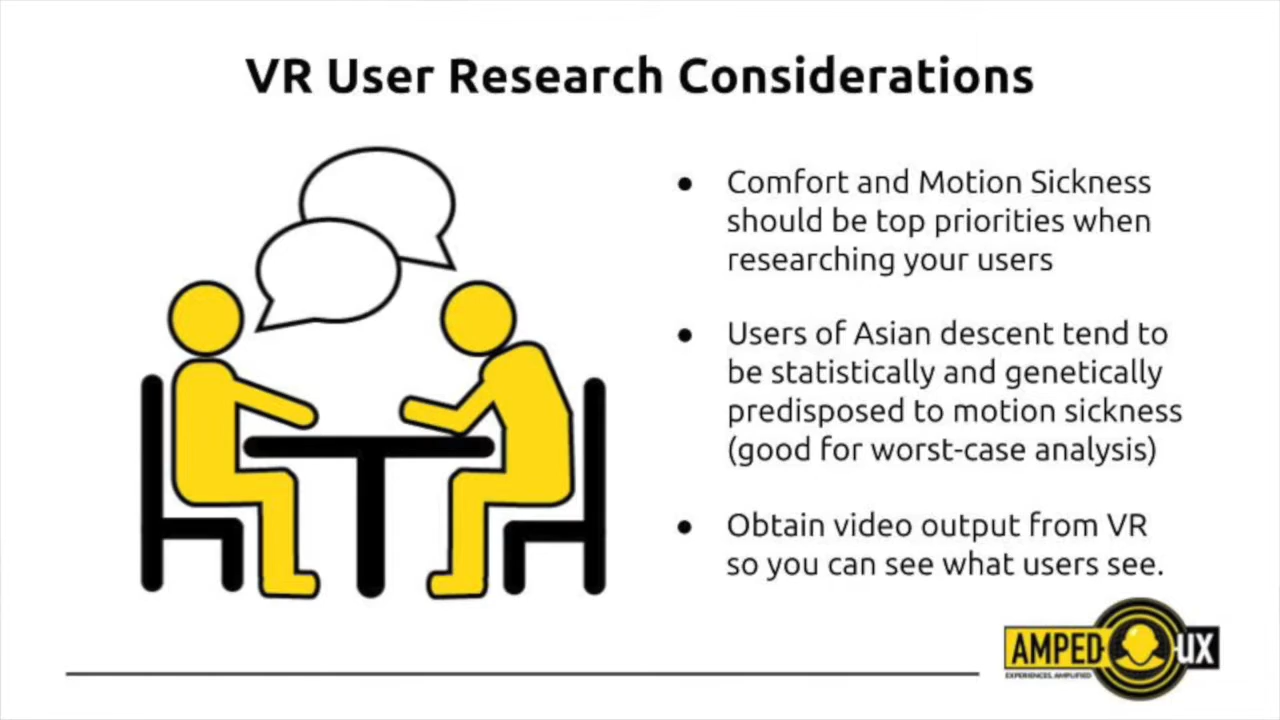 VR User Research Considerations
● Comfort and Motion Sickness
should be top priorities when
researching your users
● Users of Asian descent tend to
be statistically and genetically
predisposed to motion sickness
(good for worst-case analysis)
● Obtain video output from VR
so you can see what users see.
AMPED UX
EXPERIENCES, AMPLIFIED